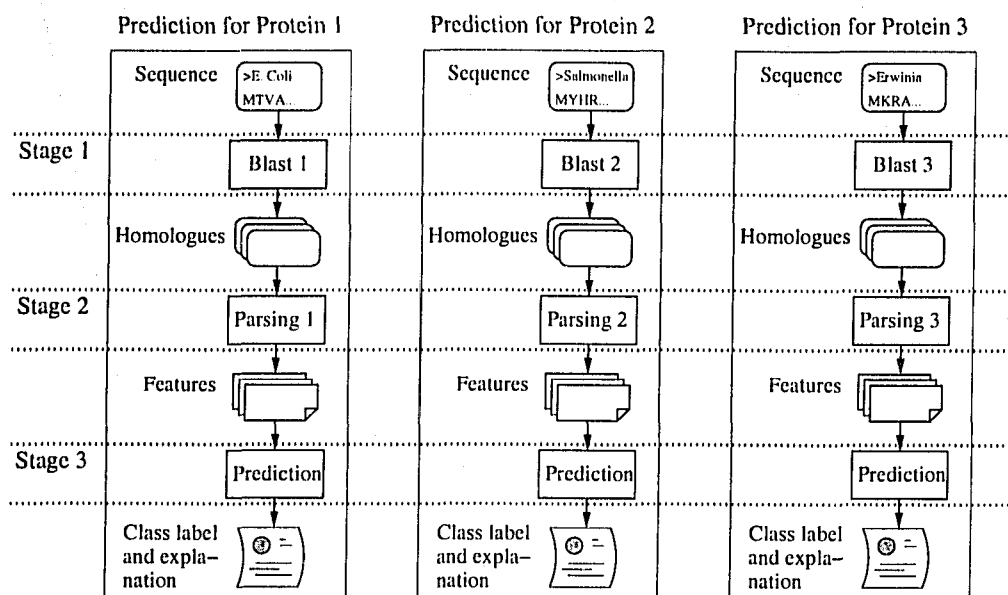 Prediction for Protein 1
Prediction for Protein 2
Prediction for Protein 3
Sequence
>E. Coli
MTVA...
Sequence
>Salmonella
MYHR...
Sequence
>Erwinia
MKRA...
Stage 1
Blast 1
Blast 2
Blast 3
Homologues
Homologues
Homologues
Stage 2
Parsing 1
Parsing 2
Parsing 3
Features
Features
Features
Stage 3
Prediction
Prediction
Prediction
Class label
and expla-
nation
Class label
and expla-
nation
Class label
and expla-
nation